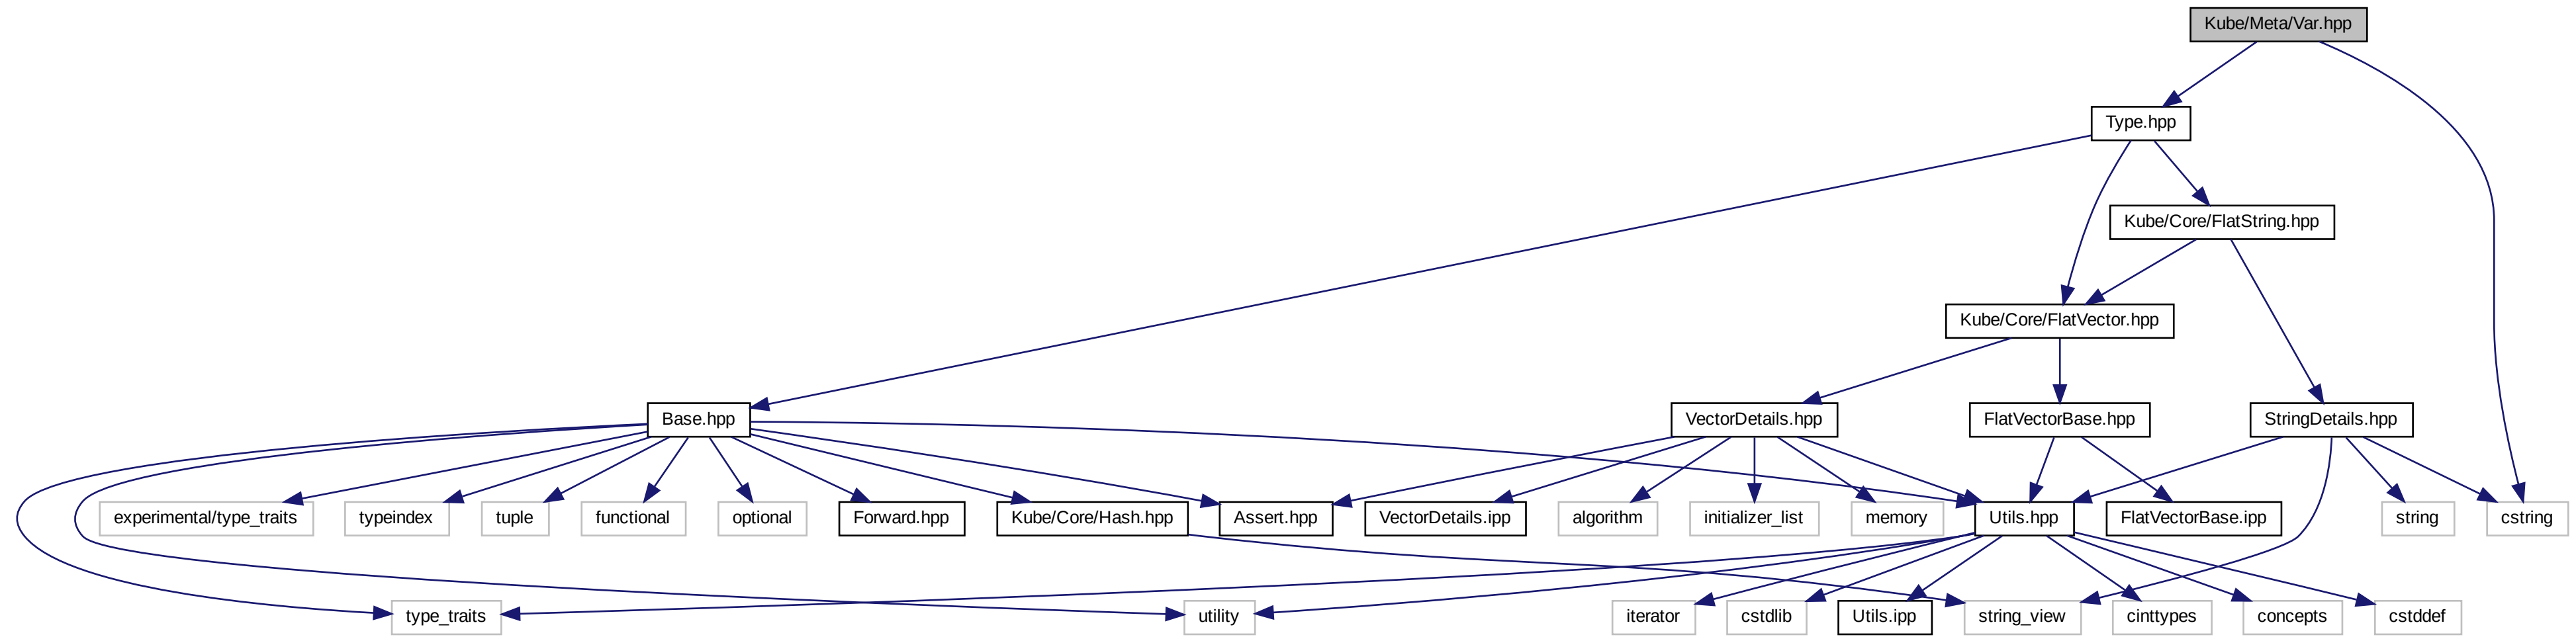 Kube/Meta/Var.hpp
Type.hpp
Kube/Core/FlatString.hpp
Kube/Core/FlatVector.hpp
Base.hpp
VectorDetails.hpp
FlatVectorBase.hpp
StringDetails.hpp
experimental/type_traits
typeindex
tuple
functional
optional
Forward.hpp
Kube/Core/Hash.hpp
Assert.hpp
VectorDetails.ipp
algorithm
initializer_list
memory
Utils.hpp
FlatVectorBase.ipp
string
cstring
type_traits
utility
iterator
cstdlib
Utils.ipp
string_view
cinttypes
concepts
cstddef